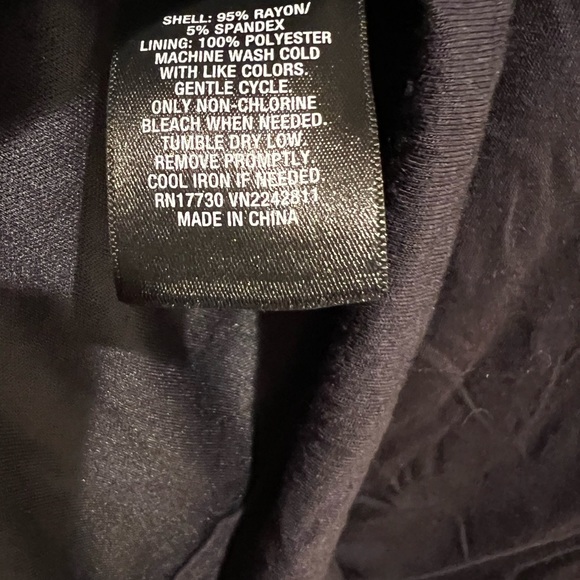 SHELL: 95% RAYON/
5% SPANDEX
LINING: 100% POLYESTER
MACHINE WASH COLD
WITH LIKE COLORS.
GENTLE CYCLE.
ONLY NON-CHLORINE
BLEACH WHEN NEEDED.
TUMBLE DRY LOW.
REMOVE PROMPTLY.
COOL IRON IF NEEDED
RN17730 VN2242811
MADE IN CHINA